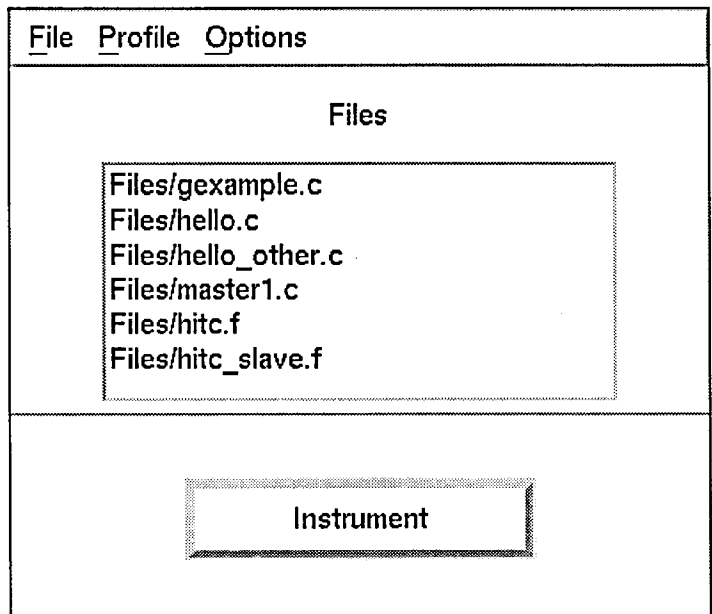 File Profile Options
Files
Files/gexample.c
Files/hello.c
Files/hello_other.c
Files/master1.c
Files/hitc.f
Files/hitc_slave.f
Instrument